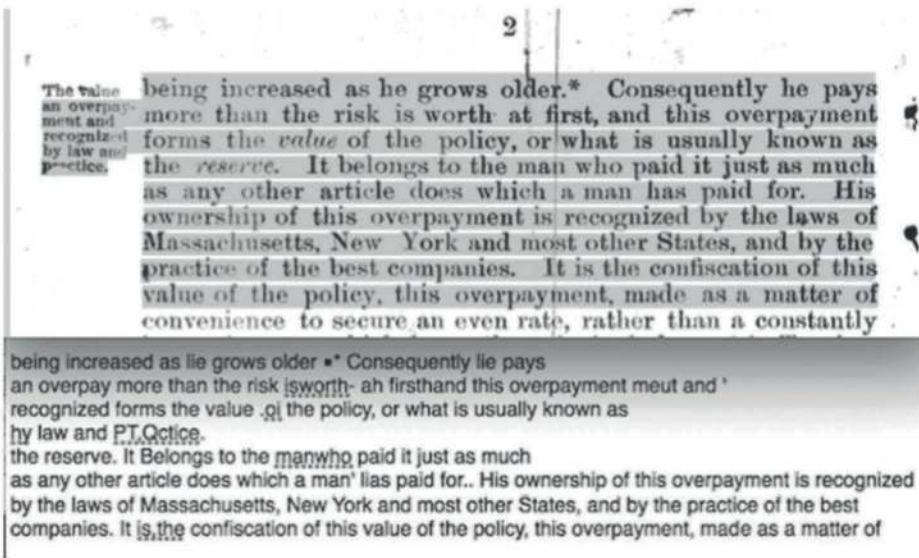 2
The value
an overpay-
ment and
recognized
by law and
practice.
being increased as he grows older.* Consequently he pays
more than the risk is worth at first, and this overpayment
forms the value of the policy, or what is usually known as
the reserve. It belongs to the man who paid it just as much
as any other article does which a man has paid for. His
ownership of this overpayment is recognized by the laws of
Massachusetts, New York and most other States, and by the
practice of the best companies. It is the confiscation of this
value of the policy, this overpayment, made as a matter of
convenience to secure an even rate, rather than a constantly
being increased as lie grows older ▪* Consequently lie pays
an overpay more than the risk isworth- ah firsthand this overpayment meut and '
recognized forms the value .oi the policy, or what is usually known as
hy law and PT.Qctice.
the reserve. It Belongs to the manwho paid it just as much
as any other article does which a man' lias paid for.. His ownership of this overpayment is recognized
by the laws of Massachusetts, New York and most other States, and by the practice of the best
companies. It is,the confiscation of this value of the policy, this overpayment, made as a matter of